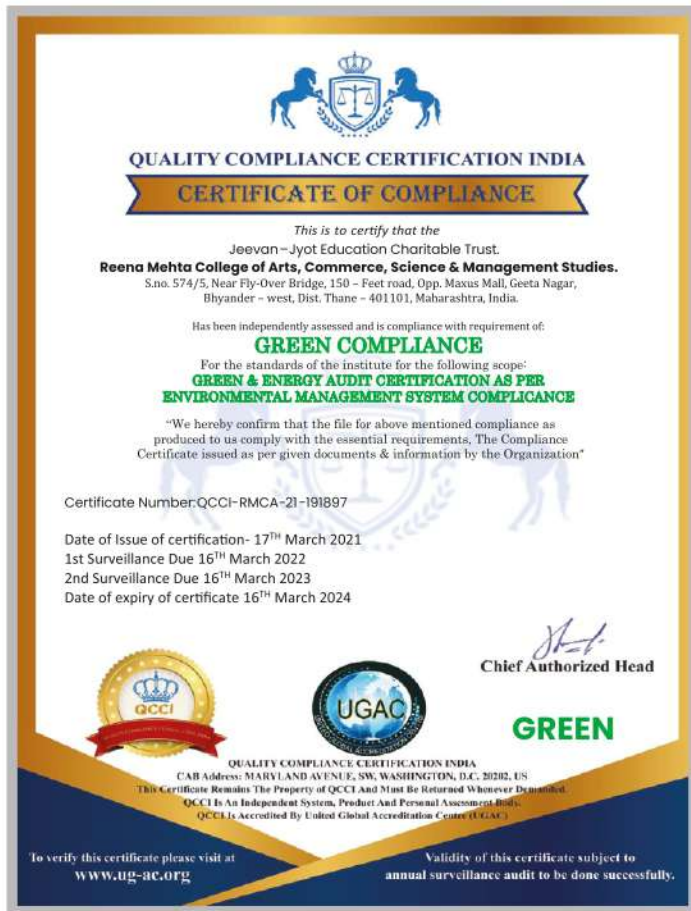 QUALITY COMPLIANCE CERTIFICATION INDIA
CERTIFICATE OF COMPLIANCE
This is to certify that the
Jeevan–Jyot Education Charitable Trust.
Reena Mehta College of Arts, Commerce, Science & Management Studies.
S.no. 574/5, Near Fly-Over Bridge, 150 – Feet road, Opp. Maxus Mall, Geeta Nagar,
Bhyander – west, Dist. Thane – 401101, Maharashtra, India.
Has been independently assessed and is compliance with requirement of:
GREEN COMPLIANCE
For the standards of the institute for the following scope:
GREEN & ENERGY AUDIT CERTIFICATION AS PER
ENVIRONMENTAL MANAGEMENT SYSTEM COMPLICANCE
"We hereby confirm that the file for above mentioned compliance as
produced to us comply with the essential requirements, The Compliance
Certificate issued as per given documents & information by the Organization"
Certificate Number:QCCI-RMCA-21-191897
Date of Issue of certification- 17TH March 2021
1st Surveillance Due 16TH March 2022
2nd Surveillance Due 16TH March 2023
Date of expiry of certificate 16TH March 2024
Chief Authorized Head
QCCI
UGAC
GREEN
QUALITY COMPLIANCE CERTIFICATION INDIA
CAB Address: MARYLAND AVENUE, SW, WASHINGTON, D.C. 20202, US
This Certificate Remains The Property of QCCI And Must Be Returned Whenever Demanded.
QCCI Is An Independent System, Product And Personal Assessment Body.
QCCI Is Accredited By United Global Accreditation Center (UGAC)
To verify this certificate please visit at
www.ug-ac.org
Validity of this certificate subject to
annual surveillance audit to be done successfully.